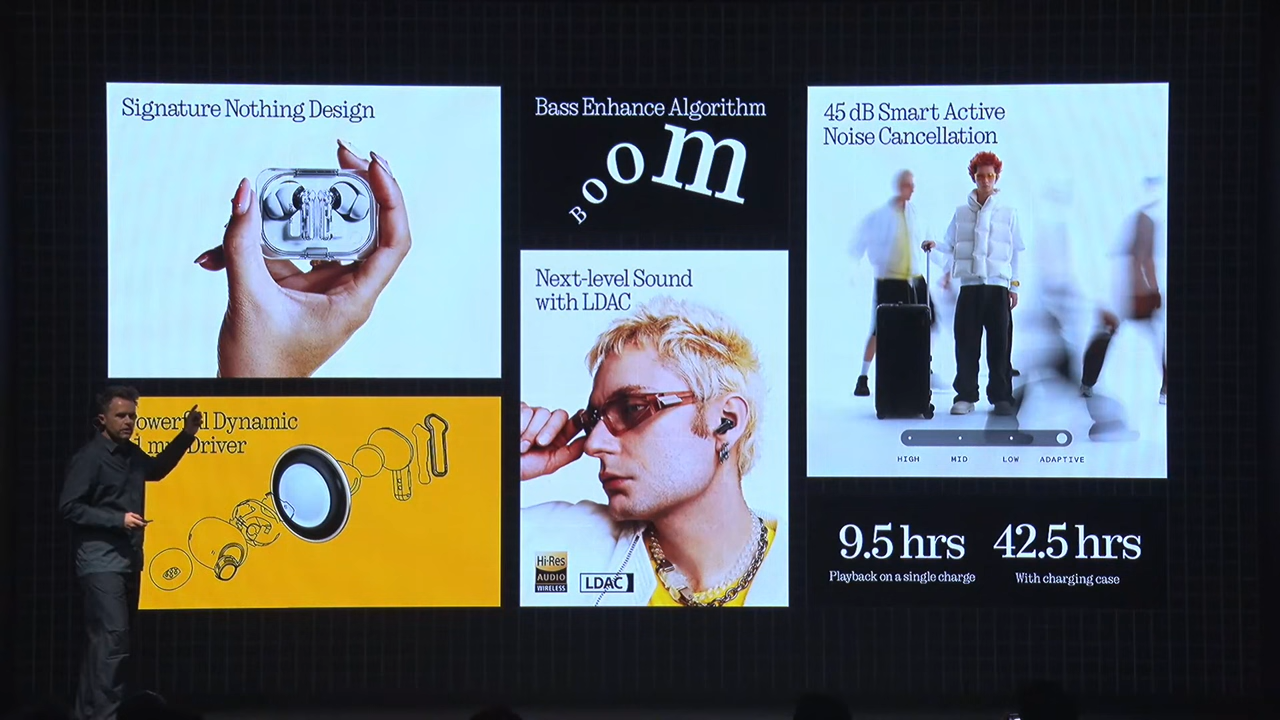 Signature Nothing Design
Bass Enhance Algorithm
BOOM
45 dB Smart Active
Noise Cancellation
Next-level Sound
with LDAC
Dynamic
Driver
HIGH MID LOW ADAPTIVE
Hi-Res
AUDIO
WIRELESS
LDAC
9.5 hrs
Playback on a single charge
42.5 hrs
With charging case